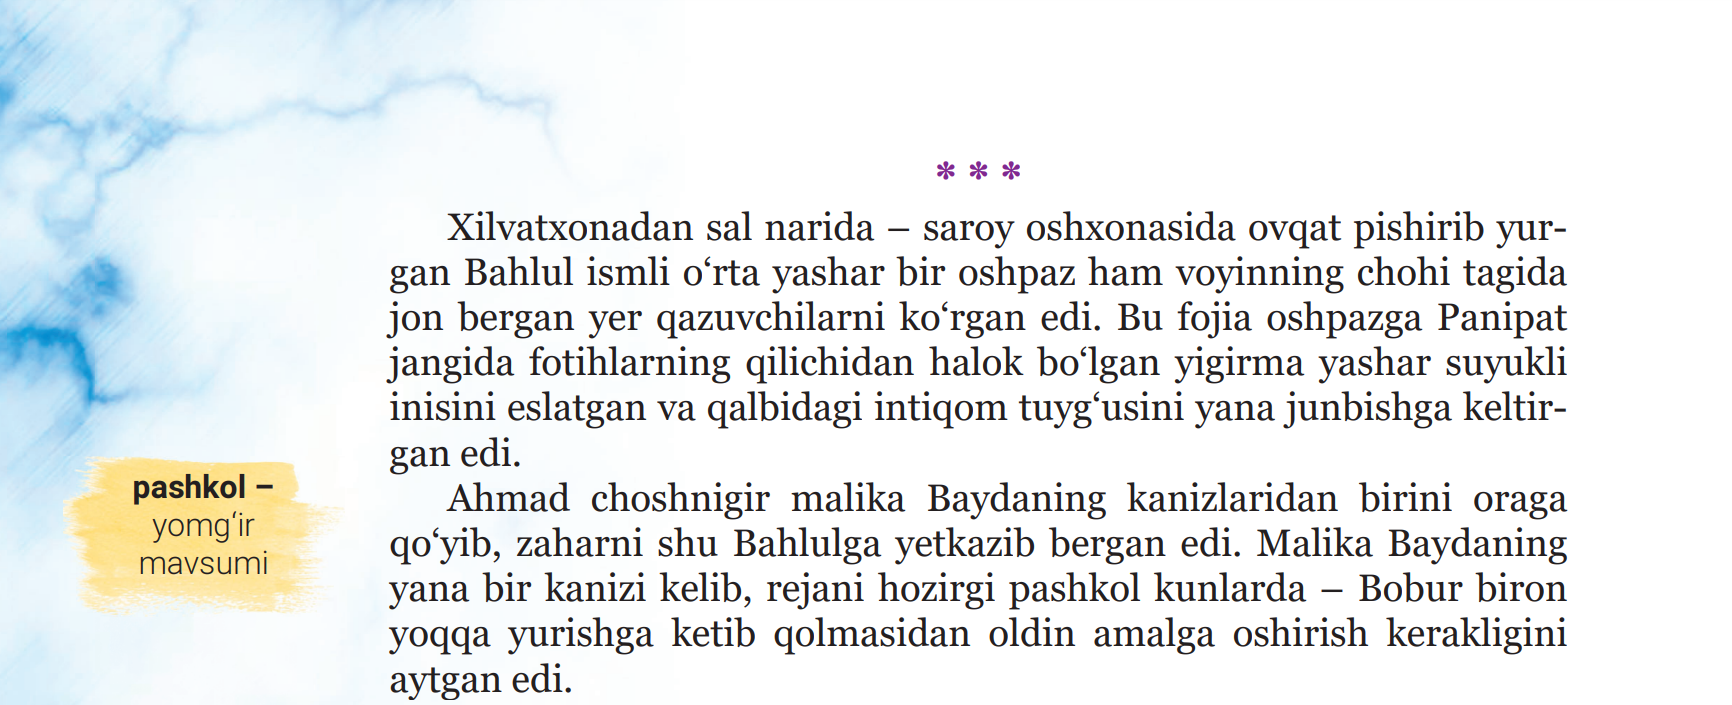 * * *
Xilvatxonadan sal narida – saroy oshxonasida ovqat pishirib yur-
gan Bahlul ismli o‘rta yashar bir oshpaz ham voyinning chohi tagida
jon bergan yer qazuvchilarni ko‘rgan edi. Bu fojia oshpazga Panipat
jangida fotihlarning qilichidan halok bo‘lgan yigirma yashar suyukli
inisini eslatgan va qalbidagi intiqom tuyg‘usini yana junbishga keltir-
gan edi.
Ahmad choshnigir malika Baydaning kanizlaridan birini oraga
qo‘yib, zaharni shu Bahlulga yetkazib bergan edi. Malika Baydaning
yana bir kanizi kelib, rejani hozirgi pashkol kunlarda – Bobur biron
yoqqa yurishga ketib qolmasidan oldin amalga oshirish kerakligini
aytgan edi.
pashkol –
yomg‘ir
mavsumi